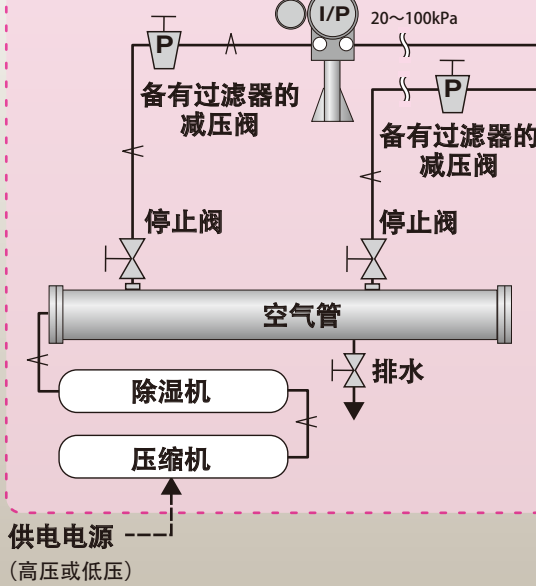 I/P
20～100kPa
P
P
备有过滤器的
减压阀
备有过滤器的
减压阀
停止阀
停止阀
空气管
排水
除湿机
压缩机
供电电源
（高压或低压）